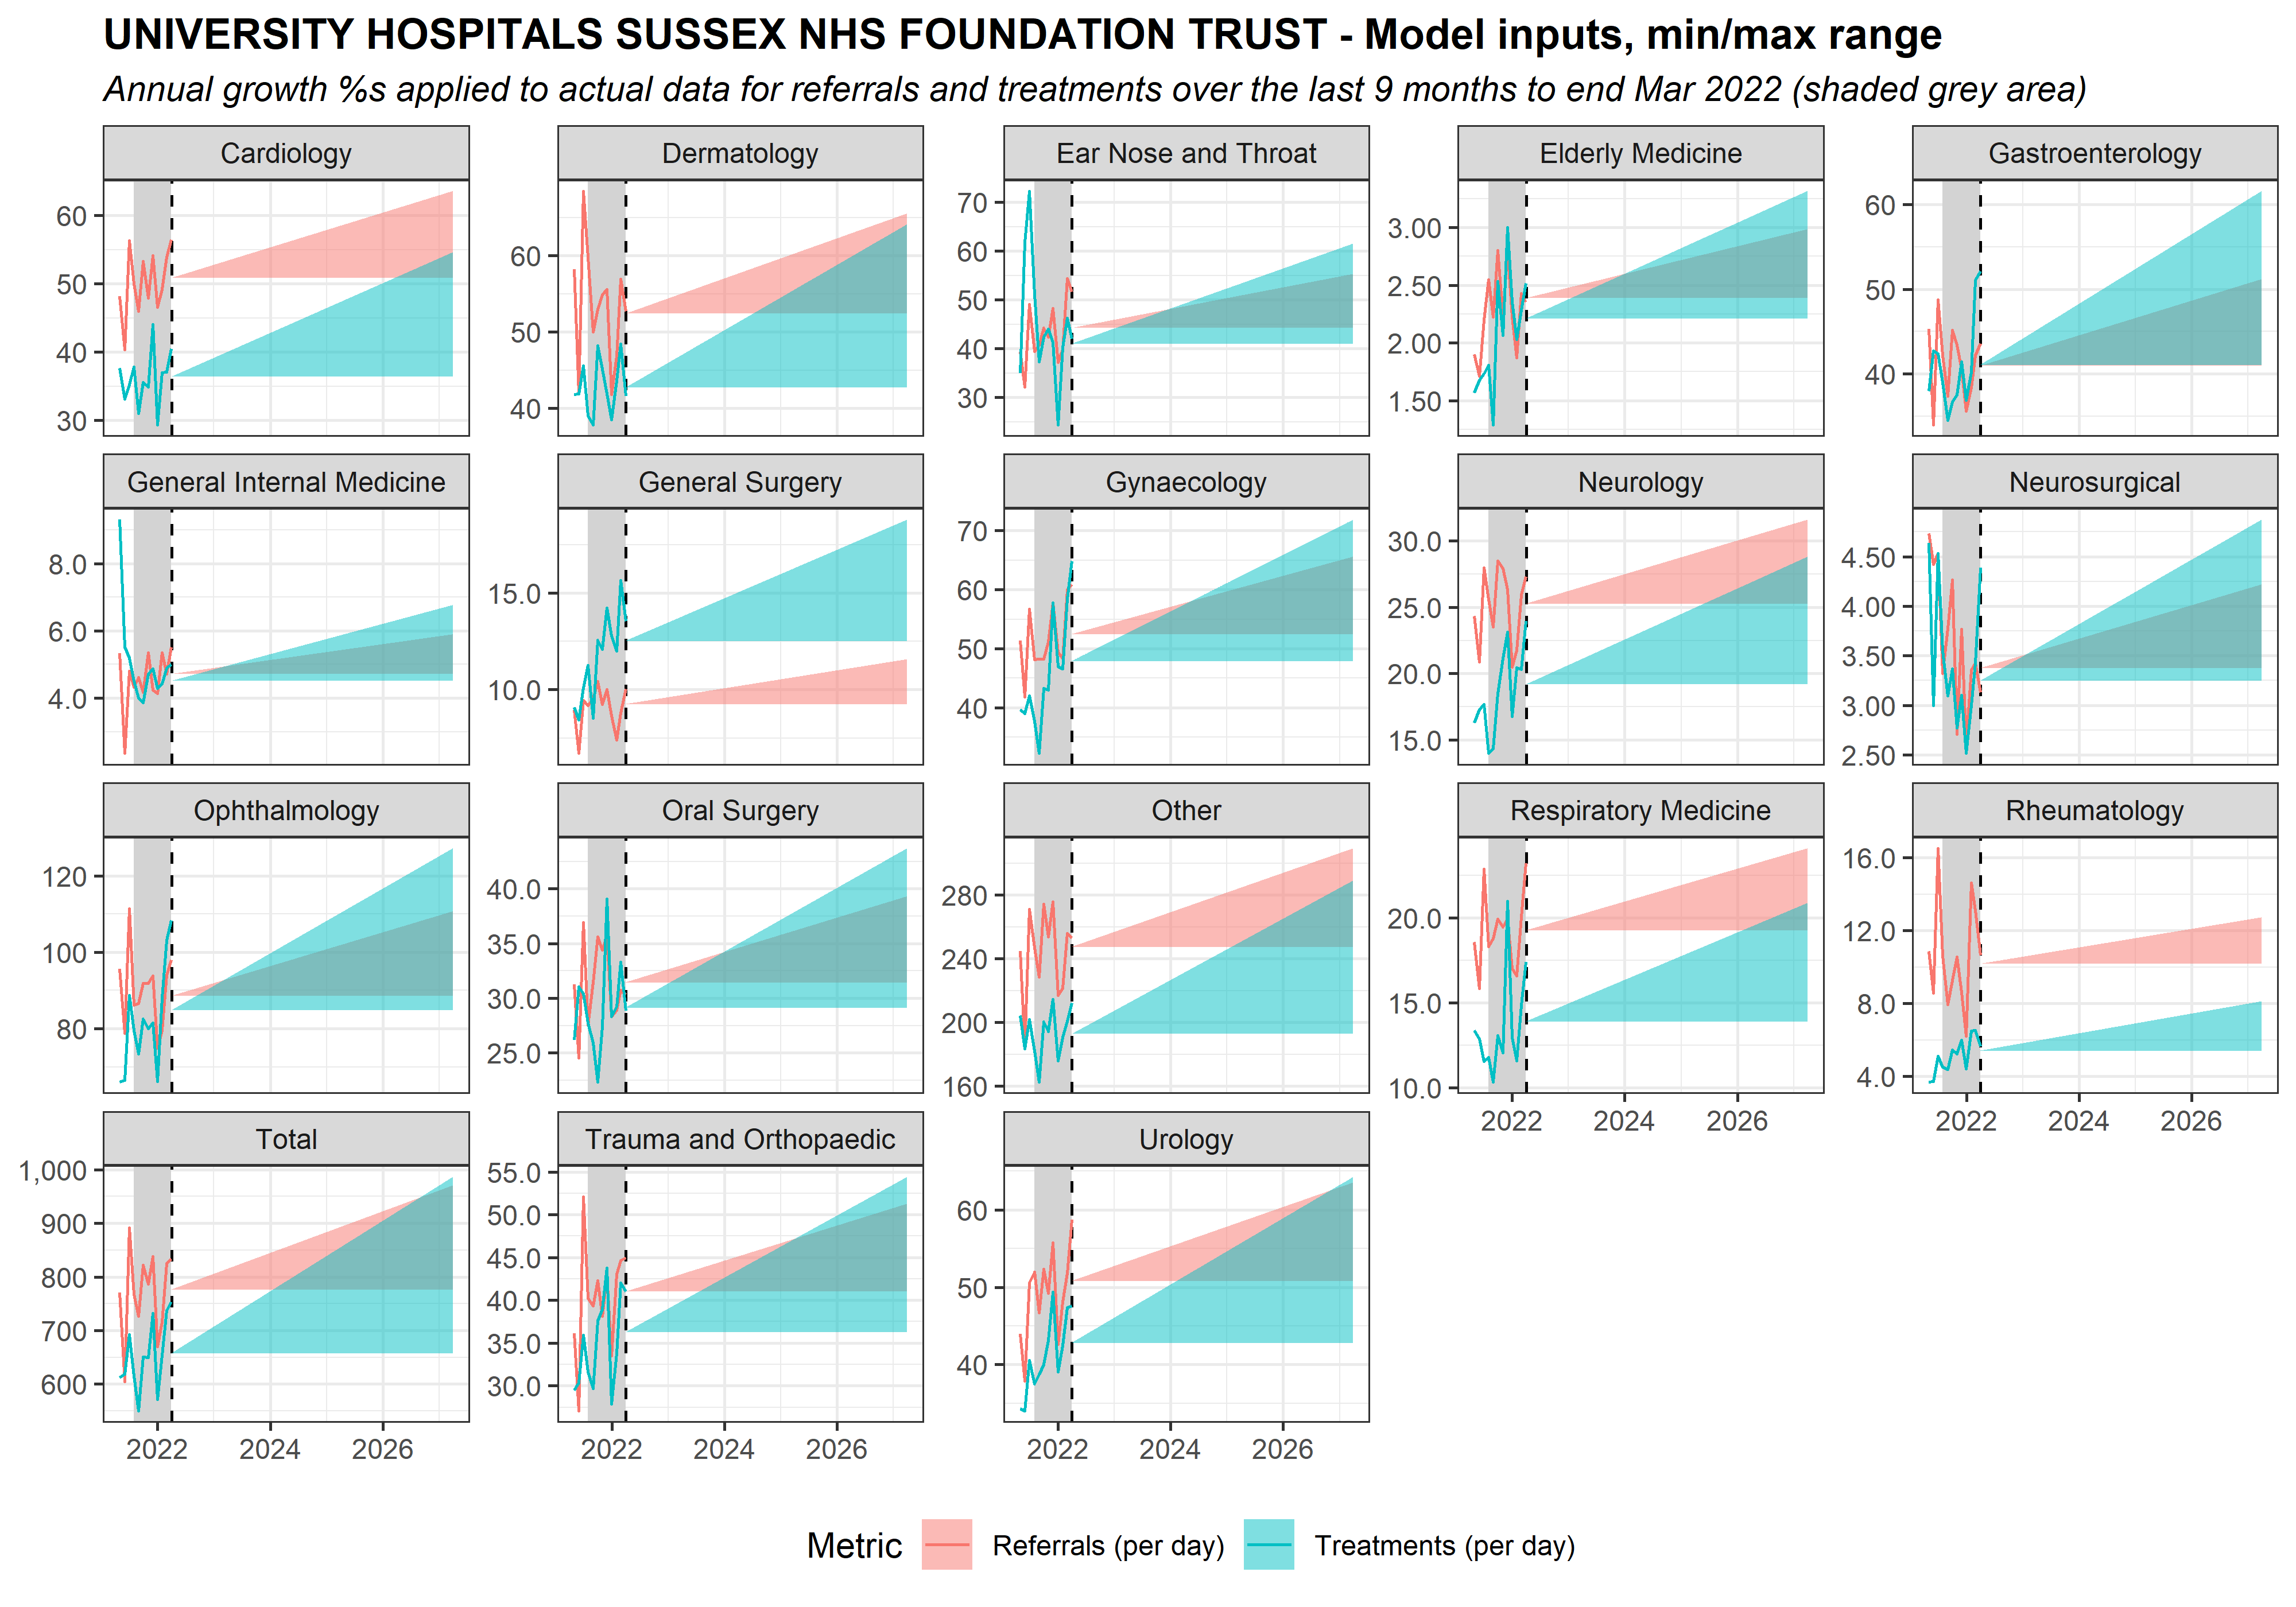 UNIVERSITY HOSPITALS SUSSEX NHS FOUNDATION TRUST - Model inputs, min/max range
Annual growth %s applied to actual data for referrals and treatments over the last 9 months to end Mar 2022 (shaded grey area)
Cardiology
60
50
40
30
Dermatology
60
50
40
Ear Nose and Throat
70
60
50
40
30
Elderly Medicine
3.00
2.50
2.00
1.50
Gastroenterology
60
50
40
General Internal Medicine
8.0
6.0
4.0
General Surgery
15.0
10.0
Gynaecology
70
60
50
40
Neurology
30.0
25.0
20.0
15.0
Neurosurgical
4.50
4.00
3.50
3.00
2.50
Ophthalmology
120
100
80
Oral Surgery
40.0
35.0
30.0
25.0
Other
280
240
200
160
Respiratory Medicine
20.0
15.0
10.0
2022 2024 2026
Rheumatology
16.0
12.0
8.0
4.0
2022 2024 2026
Total
1,000
900
800
700
600
2022 2024 2026
Trauma and Orthopaedic
55.0
50.0
45.0
40.0
35.0
30.0
2022 2024 2026
Urology
60
50
40
2022 2024 2026
Metric Referrals (per day) Treatments (per day)